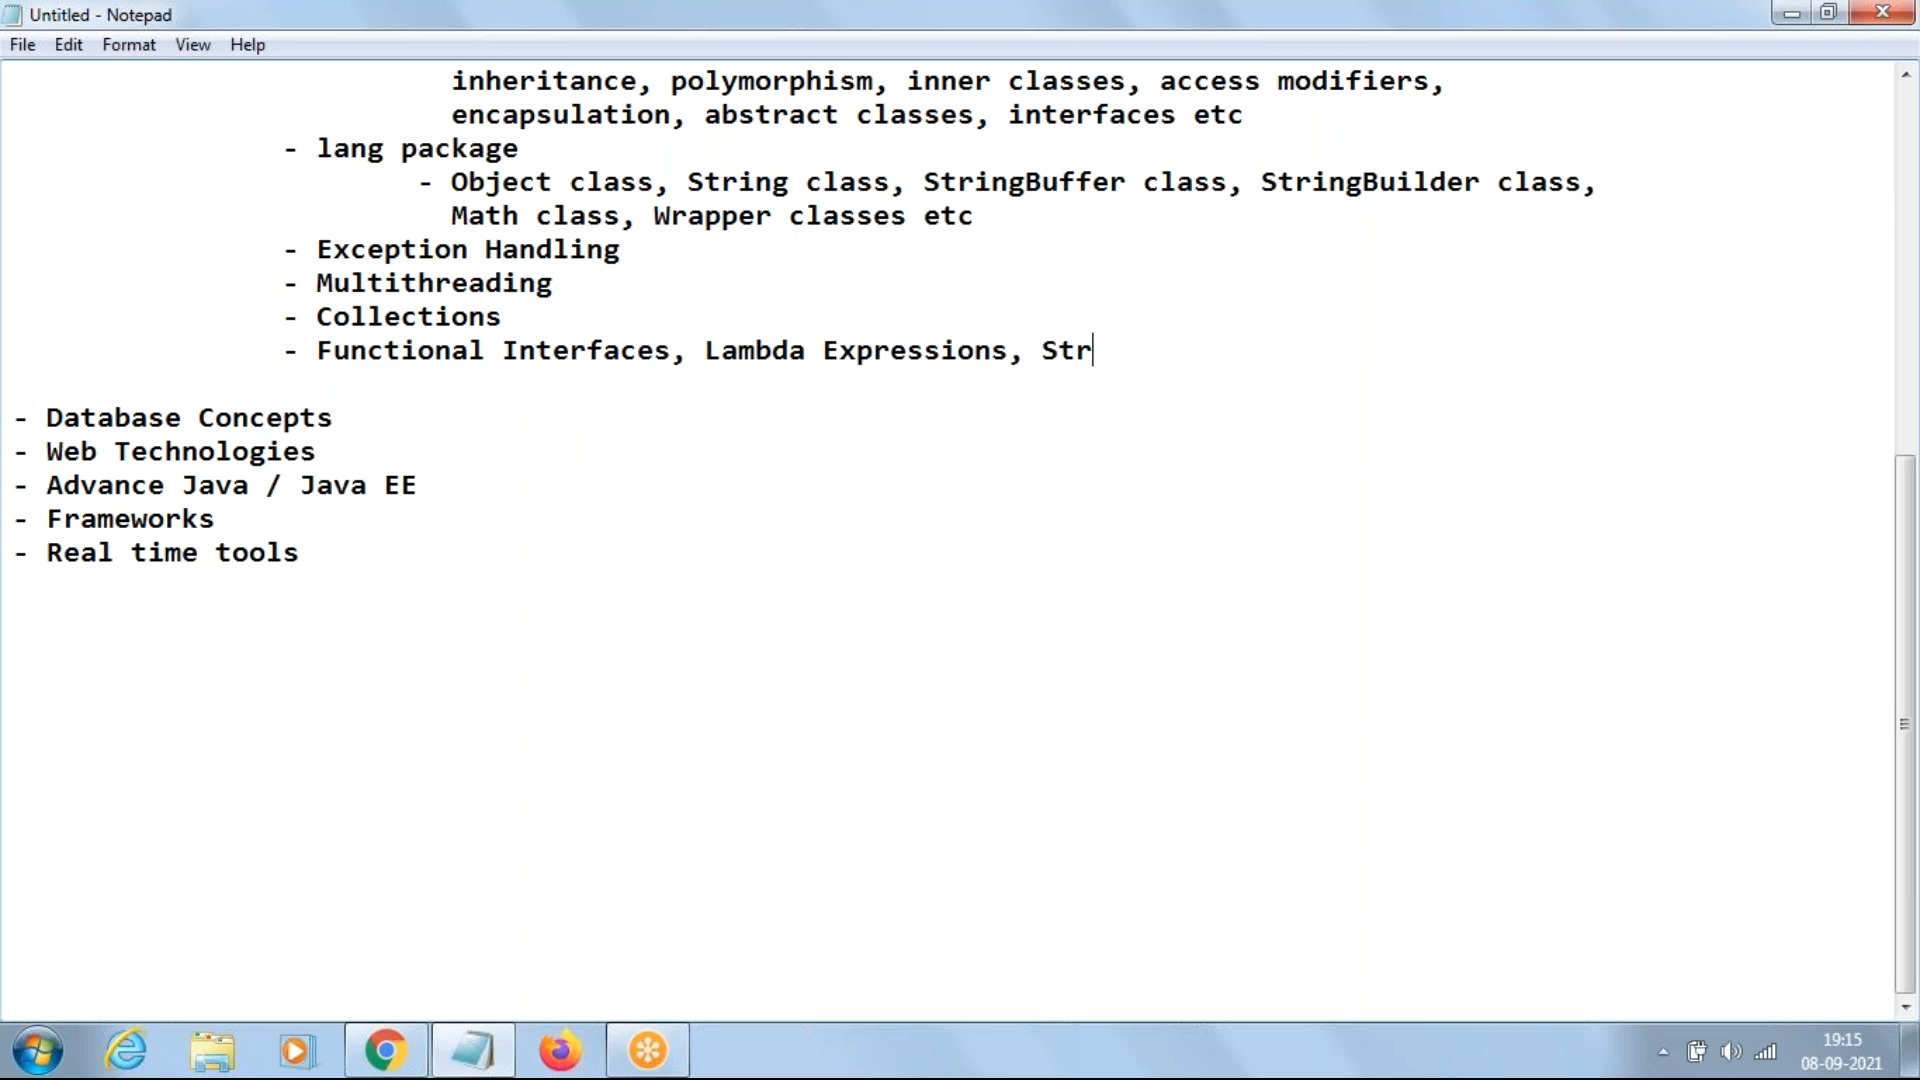 Untitled - Notepad
File Edit Format View Help
inheritance, polymorphism, inner classes, access modifiers,
encapsulation, abstract classes, interfaces etc
- lang package
- Object class, String class, StringBuffer class, StringBuilder class,
Math class, Wrapper classes etc
- Exception Handling
- Multithreading
- Collections
- Functional Interfaces, Lambda Expressions, Str
- Database Concepts
- Web Technologies
- Advance Java / Java EE
- Frameworks
- Real time tools
19:15
08-09-2021